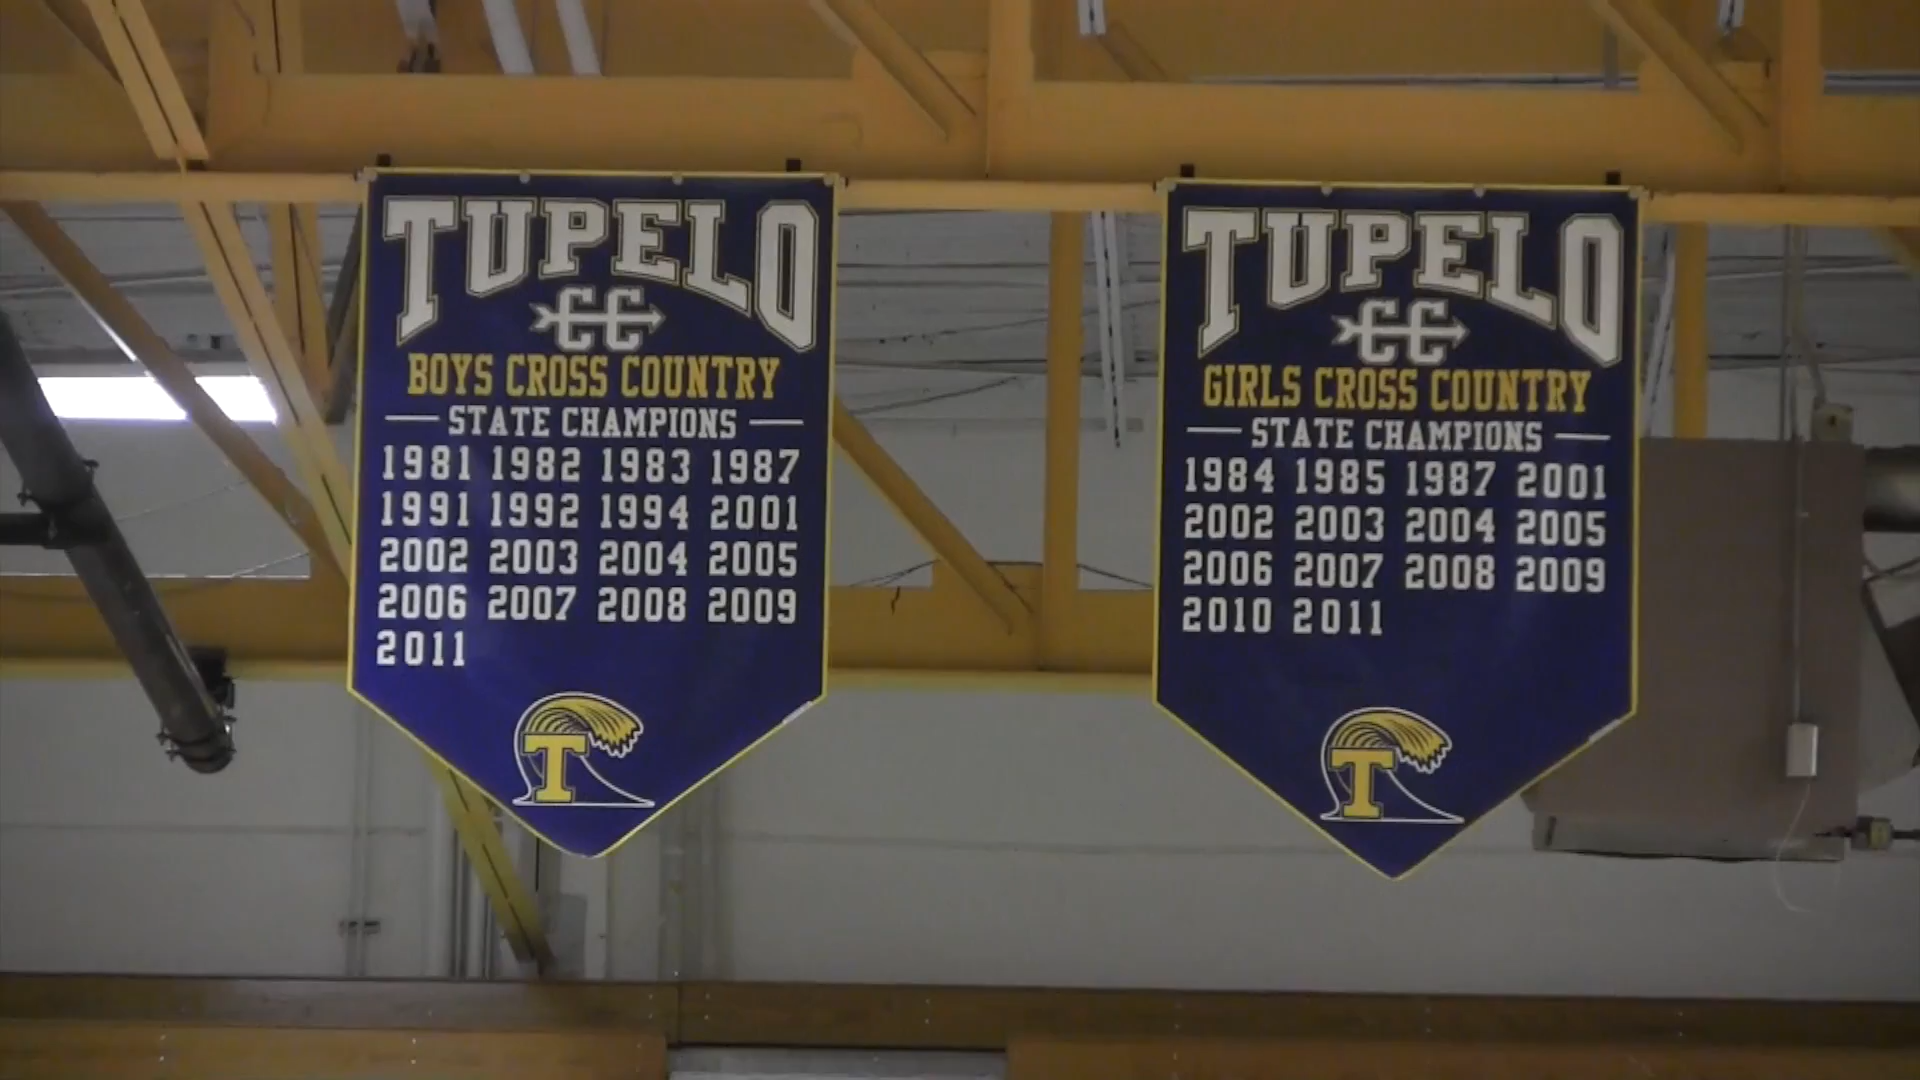 TUPELO
CC
BOYS CROSS COUNTRY
STATE CHAMPIONS
1981 1982 1983 1987
1991 1992 1994 2001
2002 2003 2004 2005
2006 2007 2008 2009
2011
T
TUPELO
CC
GIRLS CROSS COUNTRY
STATE CHAMPIONS
1984 1985 1987 2001
2002 2003 2004 2005
2006 2007 2008 2009
2010 2011
T